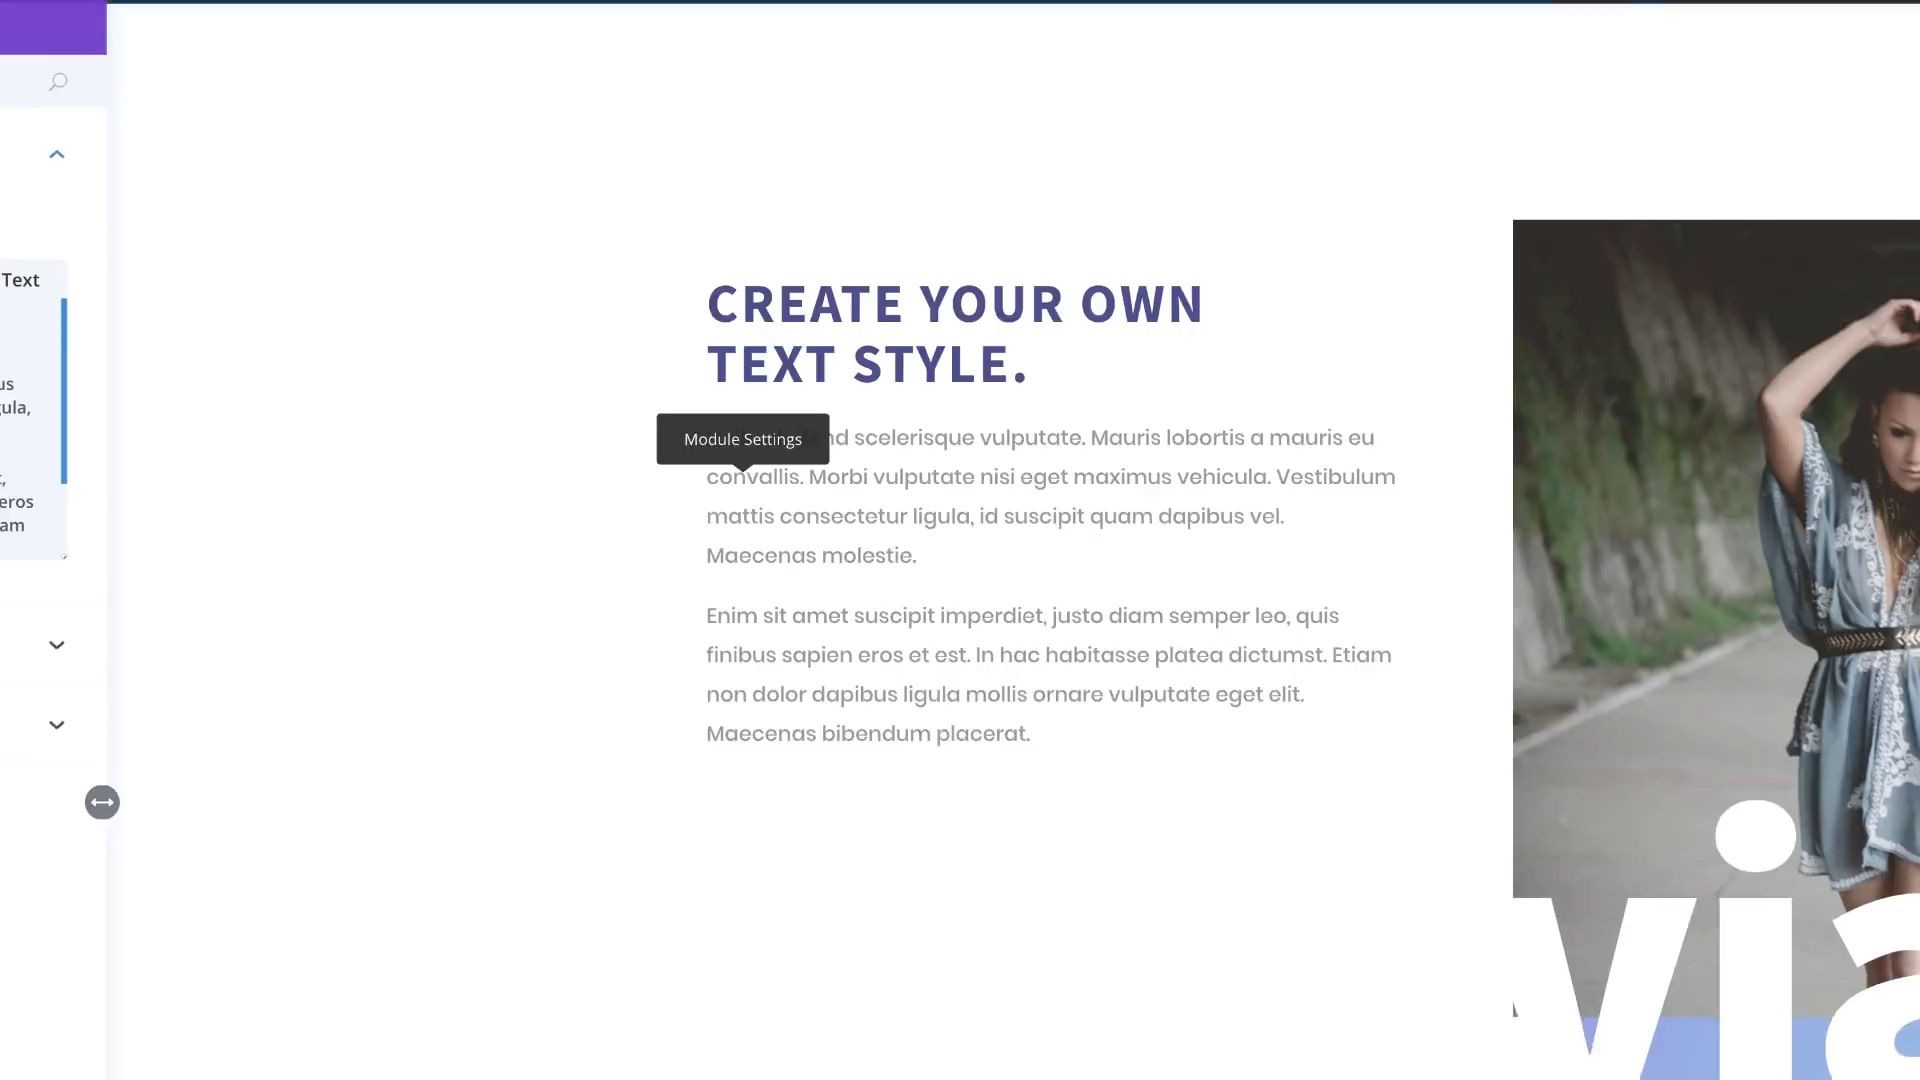 Text
us
gula,
eros
am
CREATE YOUR OWN
TEXT STYLE.
Module Settings
scelerisque vulputate. Mauris lobortis a mauris eu
convallis. Morbi vulputate nisi eget maximus vehicula. Vestibulum
mattis consectetur ligula, id suscipit quam dapibus vel.
Maecenas molestie.
Enim sit amet suscipit imperdiet, justo diam semper leo, quis
finibus sapien eros et est. In hac habitasse platea dictumst. Etiam
non dolor dapibus ligula mollis ornare vulputate eget elit.
Maecenas bibendum placerat.
via